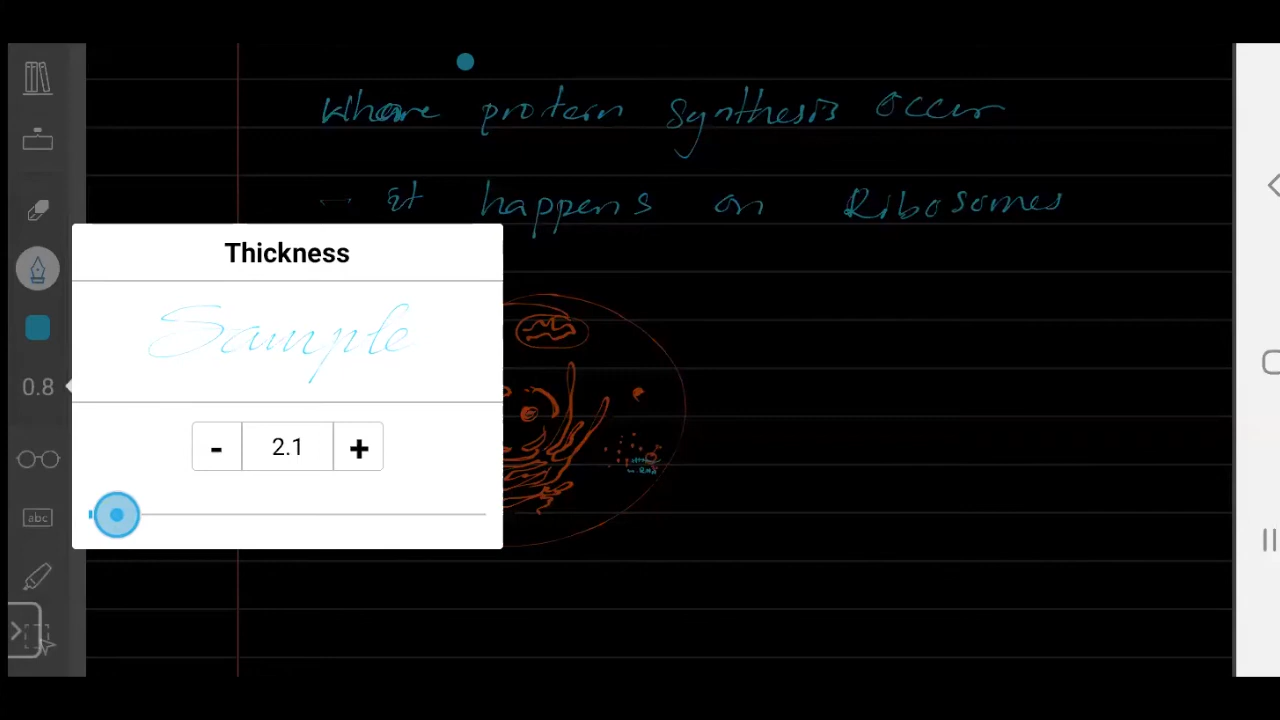 Where protein synthesis occur
- It happens on Ribosomes
Thickness
Sample
0.8
- 2.1 +
abc